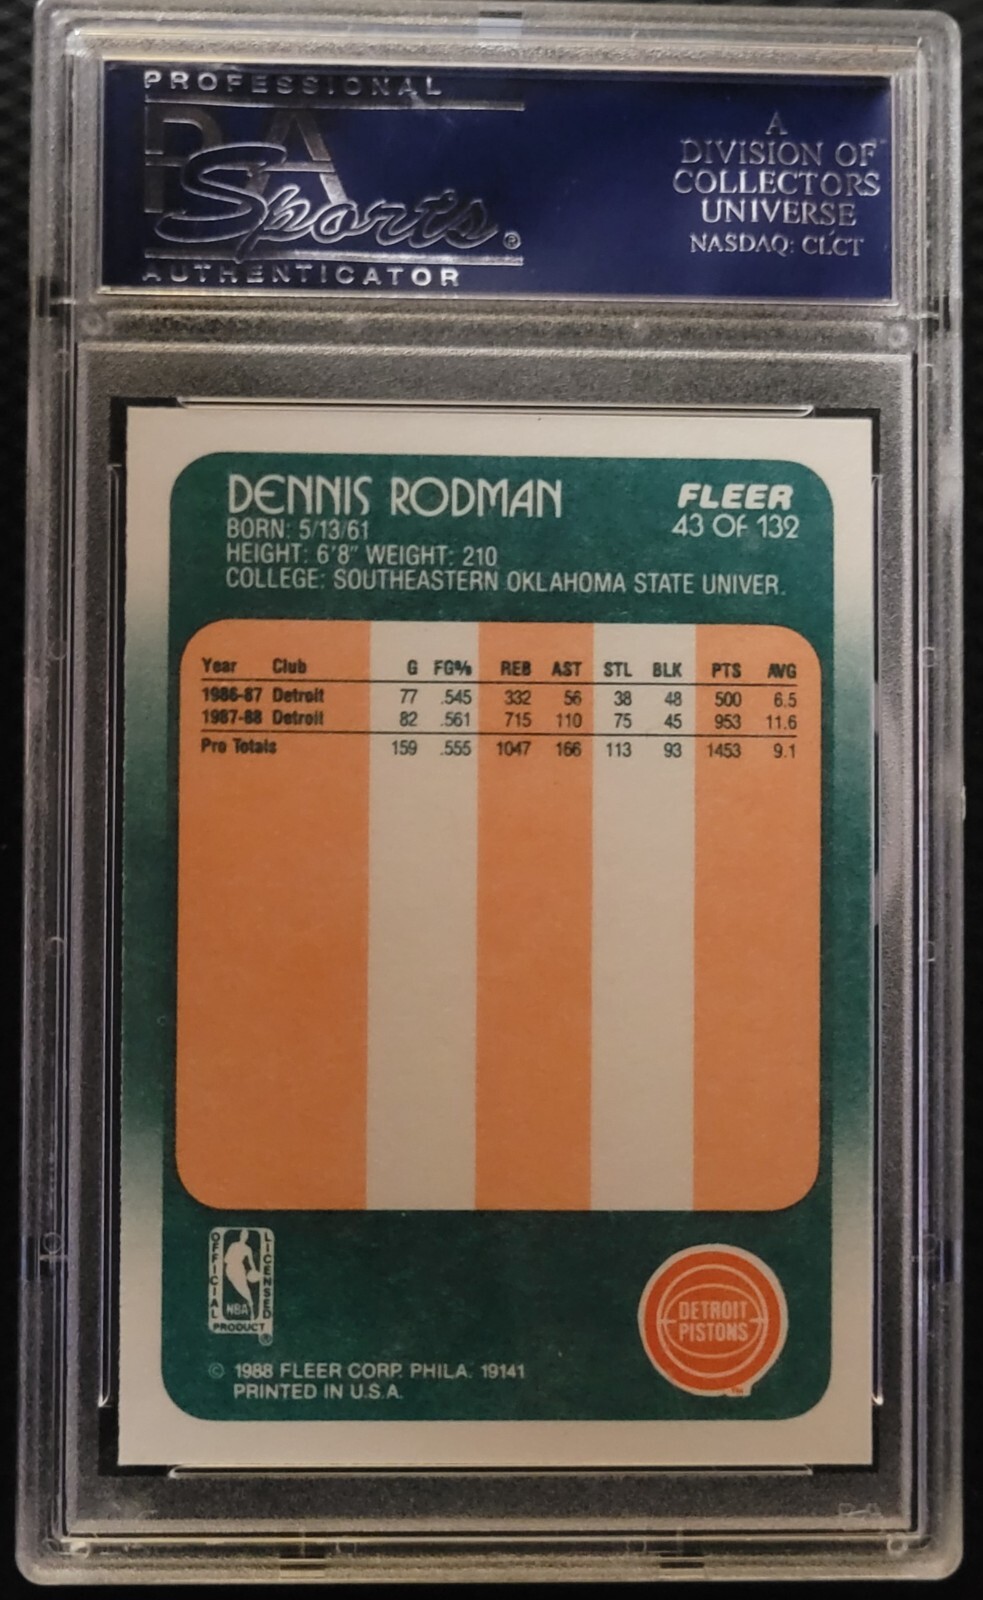 PROFESSIONAL
PSA
Sports®
AUTHENTICATOR
A
DIVISION OF
COLLECTORS
UNIVERSE
NASDAQ: CLCT
DENNIS RODMAN
FLEER
43 OF 132
BORN: 5/13/61
HEIGHT: 6'8" WEIGHT: 210
COLLEGE: SOUTHEASTERN OKLAHOMA STATE UNIVER.
Year Club G FG% REB AST STL BLK PTS AVG
1986-87 Detroit 77 .545 332 56 38 48 500 6.5
1987-88 Detroit 82 .561 715 110 75 45 953 11.6
Pro Totals 159 .555 1047 166 113 93 1453 9.1
OFFICIAL
LICENSED
NBA
PRODUCT
®
DETROIT
PISTONS
™
© 1988 FLEER CORP. PHILA. 19141
PRINTED IN U.S.A.